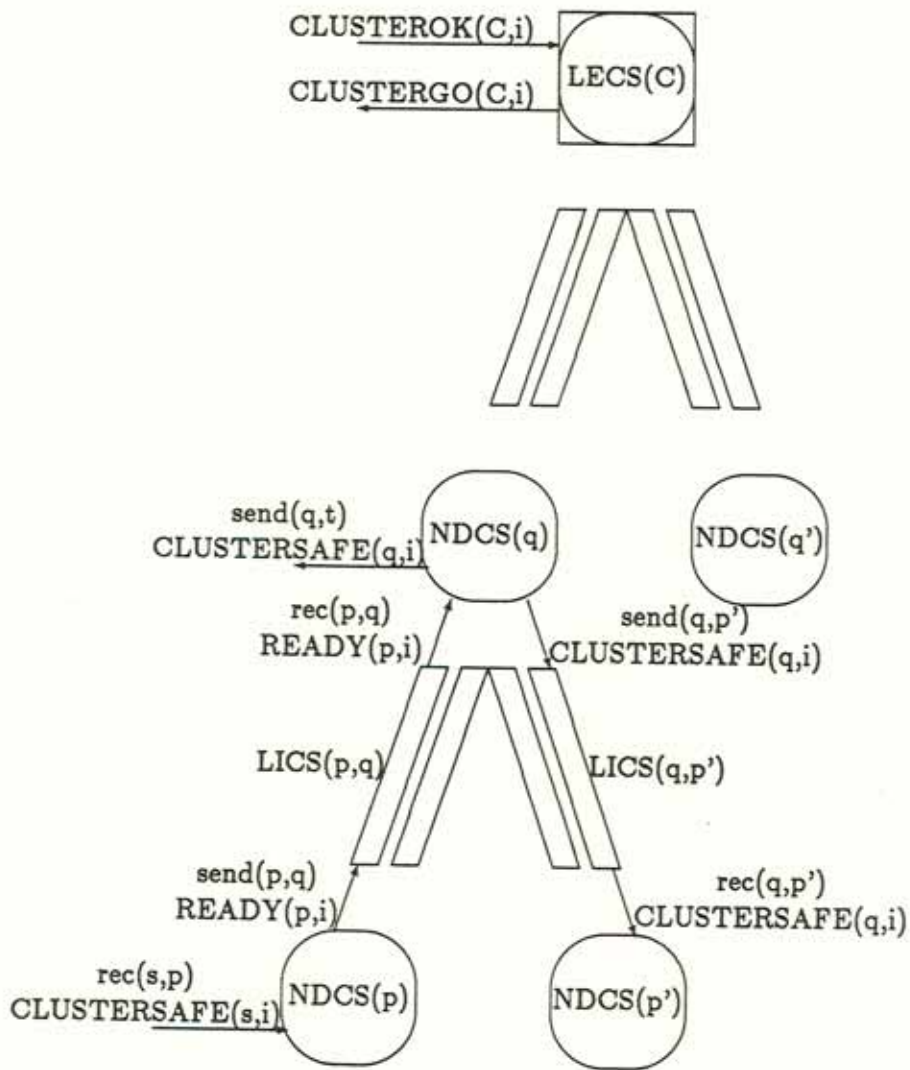 CLUSTEROK(C,i)
LECS(C)
CLUSTERGO(C,i)
send(q,t)
CLUSTERSAFE(q,i)
NDCS(q)
NDCS(q')
rec(p,q)
READY(p,i)
send(q,p')
CLUSTERSAFE(q,i)
LICS(p,q)
LICS(q,p')
send(p,q)
READY(p,i)
rec(q,p')
CLUSTERSAFE(q,i)
rec(s,p)
CLUSTERSAFE(s,i)
NDCS(p)
NDCS(p')